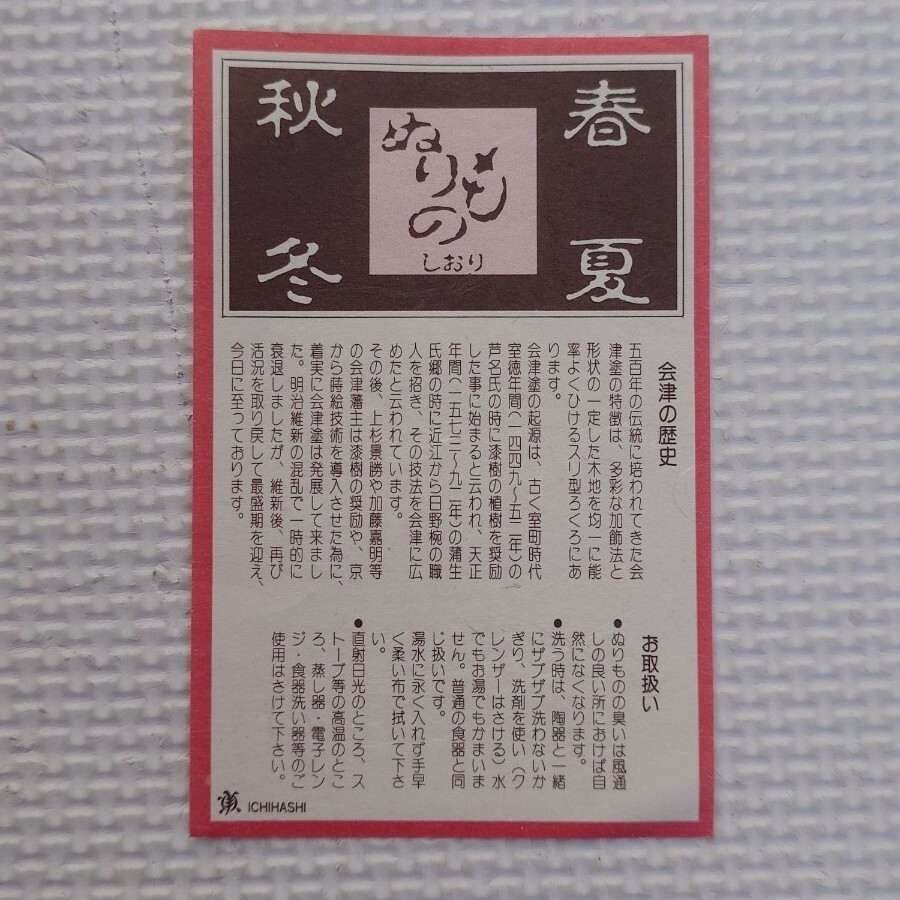 春
夏
秋
冬
ぬり
もの
しおり
会津の歴史
五百年の伝統に培われてきた会
津塗の特徴は、多彩な加飾法と
形状の一定した木地を均一に能
率よくひけるスリ型ろくろにあ
ります。
会津塗の起源は、古く室町時代
室徳年間(一四四九〜五二年)の
芦名氏の時に漆樹の植樹を奨励
した事に始まると云われ、天正
年間(一五七三〜九二年)の蒲生
氏郷の時に近江から日野椀の職
人を招き、その技法を会津に広
めたと云われています。
その後、上杉景勝や加藤嘉明等
の会津藩主は漆樹の奨励や、京
から蒔絵技術を導入させた為に、
着実に会津塗は発展して来まし
た。明治維新の混乱で一時的に
衰退しましたが、維新後、再び
活況を取り戻して最盛期を迎え、
今日に至っております。
お取扱い
●ぬりものの臭いは風通
しの良い所におけば自
然になくなります。
●洗う時は、陶器と一緒
にザブザブ洗わないか
ぎり、洗剤を使い(ク
レンザーはさける)水
でもお湯でもかまいま
せん。普通の食器と同
じ扱いです。
湯水に永く入れず手早
く柔い布で拭いて下さ
い。
●直射日光のところ、ス
トーブ等の高温のとこ
ろ、蒸し器・電子レン
ジ・食器洗い器等のご
使用はさけて下さい。
ICHIHASHI